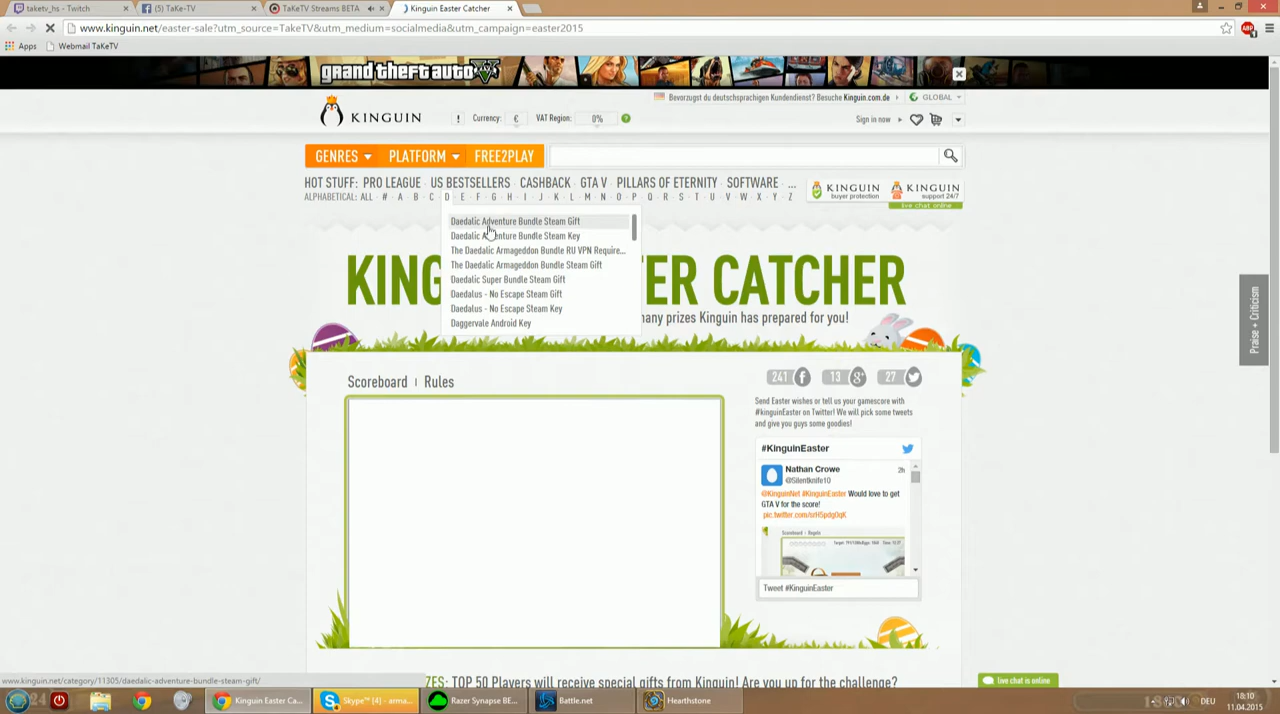 taketv_hs - Twitch
(5) TaKe-TV
TaKeTV Streams BETA
Kinguin Easter Catcher
www.kinguin.net/easter-sale?utm_source=TakeTV&utm_medium=socialmedia&utm_campaign=easter2015
Apps
Webmail TAKeTV
grand theft auto V
Bevorzugst du deutschsprachigen Kundendienst? Besuche Kinguin.com.de
GLOBAL
KINGUIN
! Currency: € VAT Region: 0% ?
Sign in now
GENRES PLATFORM FREE2PLAY
HOT STUFF: PRO LEAGUE US BESTSELLERS CASHBACK GTA V PILLARS OF ETERNITY SOFTWARE ...
ALPHABETICAL: ALL - # - A - B - C - D - E - F - G - H - I - J - K - L - M - N - O - P - Q - R - S - T - U - V - W - X - Y - Z
KINGUIN
buyer protection
KINGUIN
support 24/7
live chat online
Daedalic Adventure Bundle Steam Gift
Daedalic Adventure Bundle Steam Key
The Daedalic Armageddon Bundle RU VPN Require...
The Daedalic Armageddon Bundle Steam Gift
Daedalic Super Bundle Steam Gift
Daedalus - No Escape Steam Gift
Daedalus - No Escape Steam Key
Daggervale Android Key
KING ER CATCHER
many prizes Kinguin has prepared for you!
Praise + Criticism
Scoreboard | Rules
241 f 13 g+ 27
Send Easter wishes or tell us your gamescore with
#kinguinEaster on Twitter! We will pick some tweets
and give you guys some goodies!
#KinguinEaster
Nathan Crowe 2h
@Silentknife10
@KinguinNet #KinguinEaster Would love to get
GTA V for the score!
Scoreboard | Rules
Tweet #KinguinEaster
ZES: TOP 50 Players will receive special gifts from Kinguin! Are you up for the challenge?
www.kinguin.net/category/11305/daedalic-adventure-bundle-steam-gift/
live chat is online
Kinguin Easter Ca...
Skype™ [4] - arma...
Razer Synapse BE...
Battle.net
Hearthstone
DEU
18:10
11.04.2015